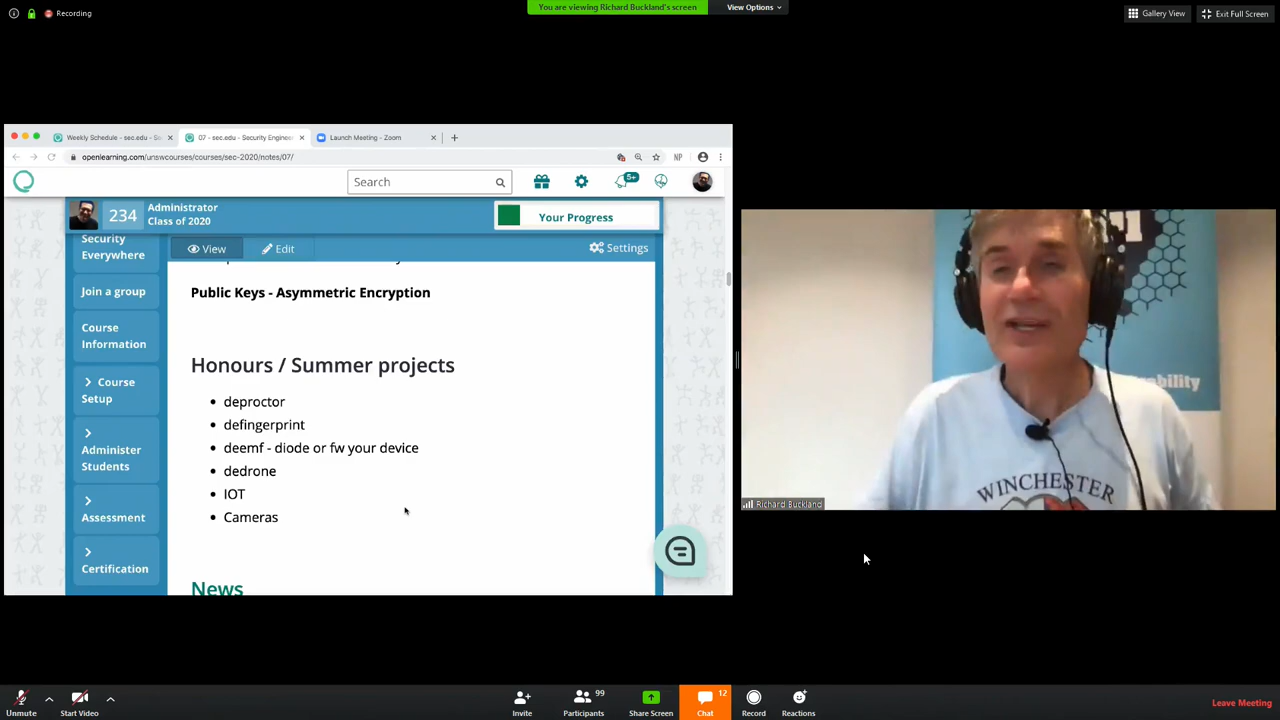 Recording
You are viewing Richard Buckland's screen
View Options
Gallery View
Exit Full Screen
Weekly Schedule - sec.edu - So
07 - sec.edu - Security Enginee
Launch Meeting - Zoom
openlearning.com/unswcourses/courses/sec-2020/notes/07/
NP
Search
5+
234
Administrator
Class of 2020
Your Progress
Security
Everywhere
View
Edit
Settings
Join a group
Course
Information
Course
Setup
Administer
Students
Assessment
Certification
Public Keys - Asymmetric Encryption
Honours / Summer projects
deproctor
defingerprint
deemf - diode or fw your device
dedrone
IOT
Cameras
News
WINCHESTER
Richard Buckland
Unmute
Start Video
Invite
99
Participants
Share Screen
12
Chat
Record
Reactions
Leave Meeting